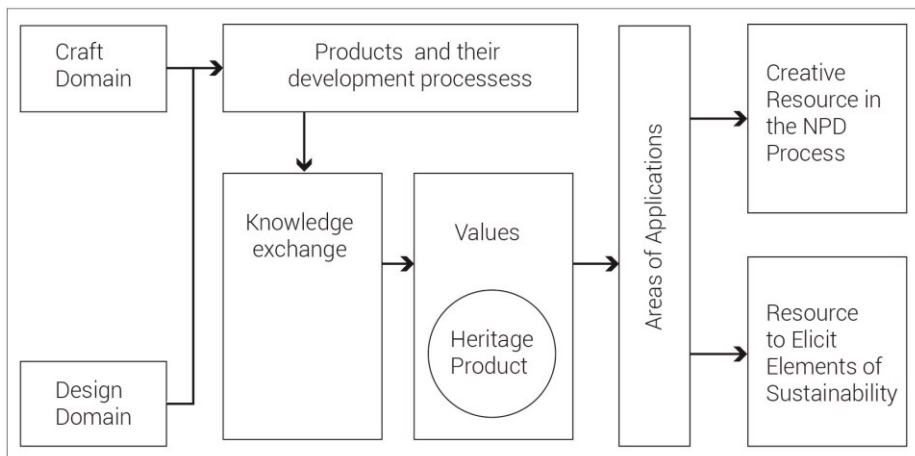 Craft
Domain
Products and their
development processess
Creative
Resource in
the NPD
Process
Knowledge
exchange
Values
Heritage
Product
Areas of Applications
Design
Domain
Resource
to Elicit
Elements of
Sustainability